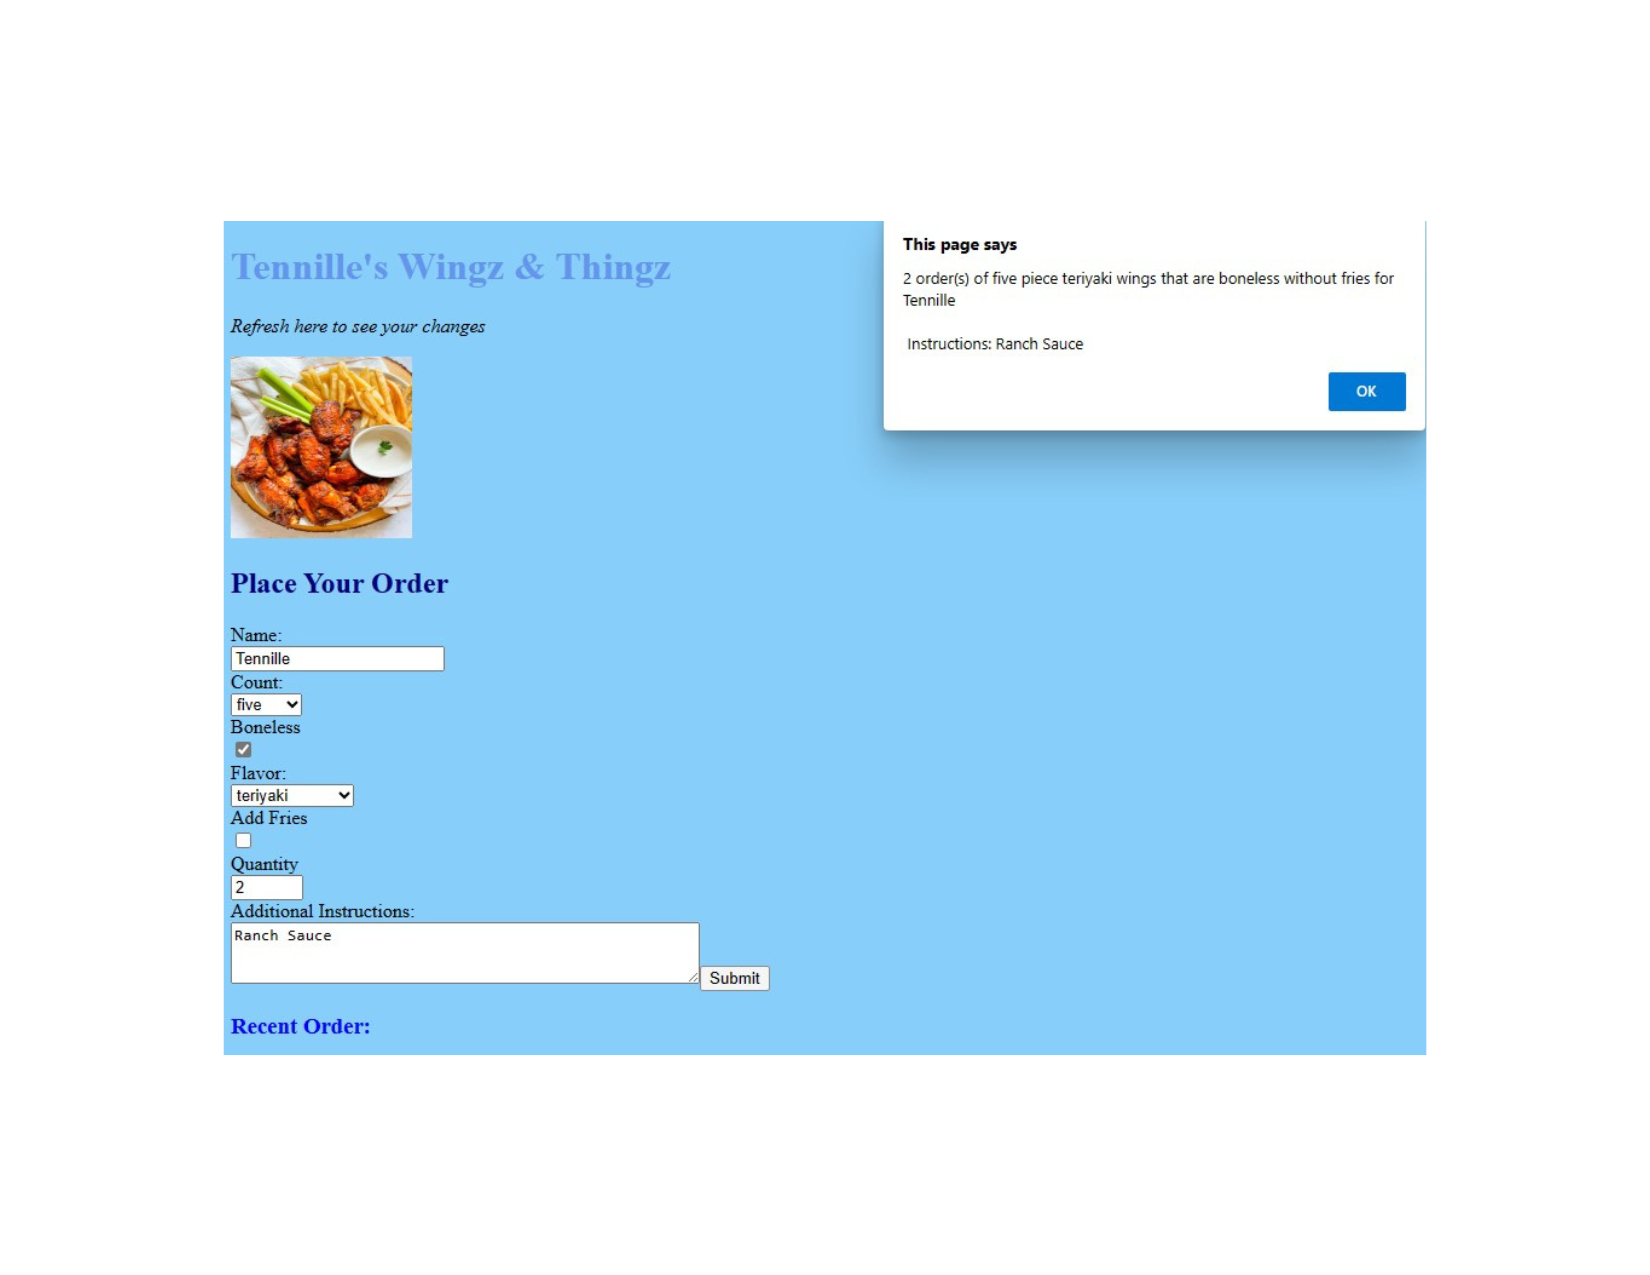 Tennille's Wingz & Thingz
Refresh here to see your changes
This page says
2 order(s) of five piece teriyaki wings that are boneless without fries for
Tennille
Instructions: Ranch Sauce
OK
Place Your Order
Name:
Tennille
Count:
five
Boneless
Flavor:
teriyaki
Add Fries
Quantity
2
Additional Instructions:
Ranch Sauce
Submit
Recent Order: